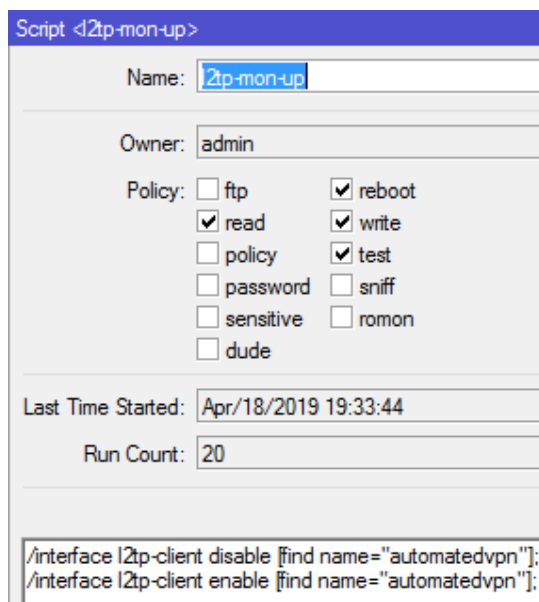 Script <l2tp-mon-up>
Name: l2tp-mon-up
Owner: admin
Policy: ftp reboot
read write
policy test
password sniff
sensitive romon
dude
Last Time Started: Apr/18/2019 19:33:44
Run Count: 20
/interface l2tp-client disable [find name="automatedvpn"];
/interface l2tp-client enable [find name="automatedvpn"];